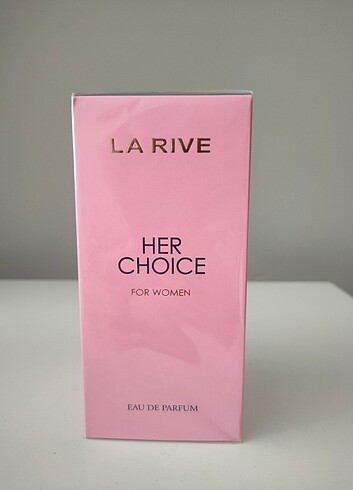 LA RIVE
HER
CHOICE
FOR WOMEN
EAU DE PARFUM